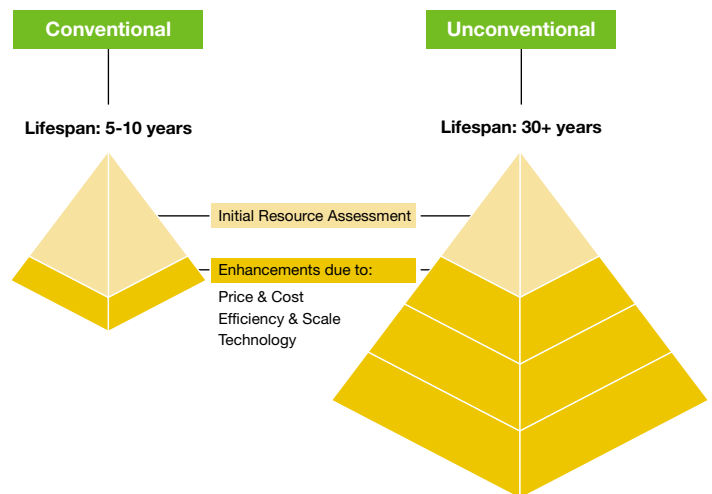 Conventional
Unconventional
Lifespan: 5-10 years
Lifespan: 30+ years
Initial Resource Assessment
Enhancements due to:
Price & Cost
Efficiency & Scale
Technology